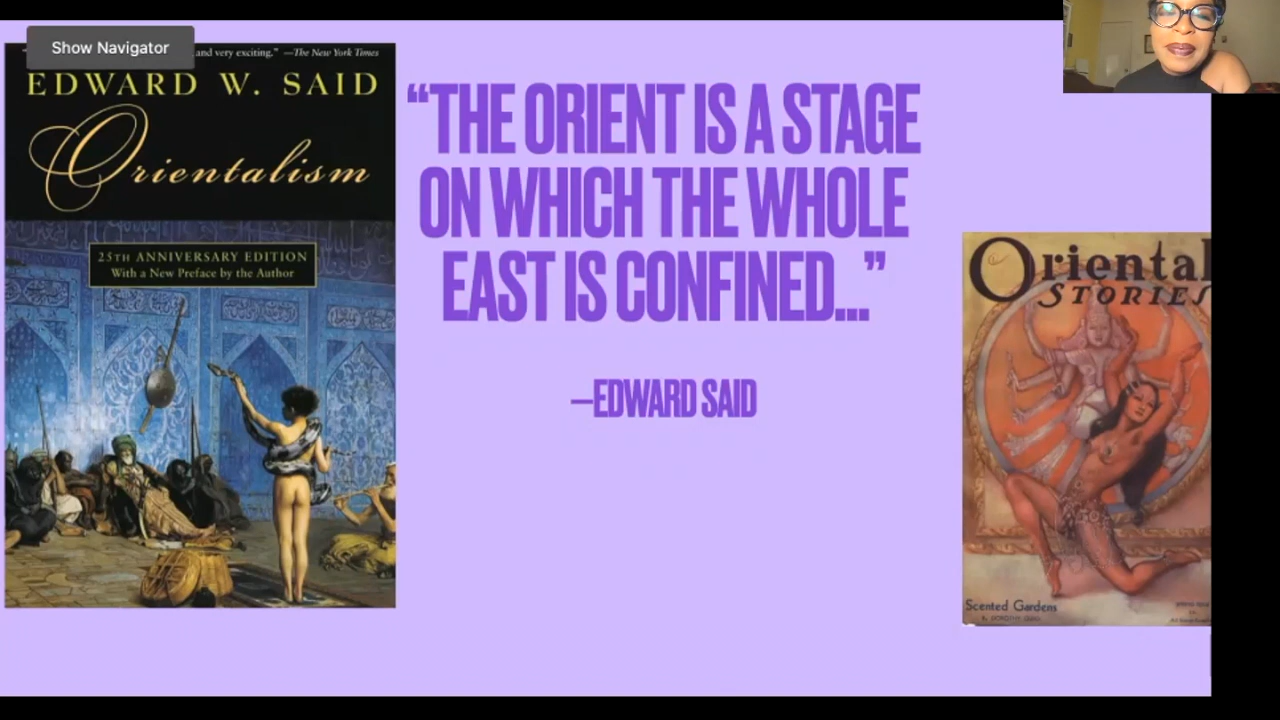 Show Navigator
and very exciting.” —The New York Times
EDWARD W. SAID
Orientalism
25TH ANNIVERSARY EDITION
With a New Preface by the Author
“THE ORIENT IS A STAGE
ON WHICH THE WHOLE
EAST IS CONFINED...”
–EDWARD SAID
Oriental
STORIES
Scented Gardens